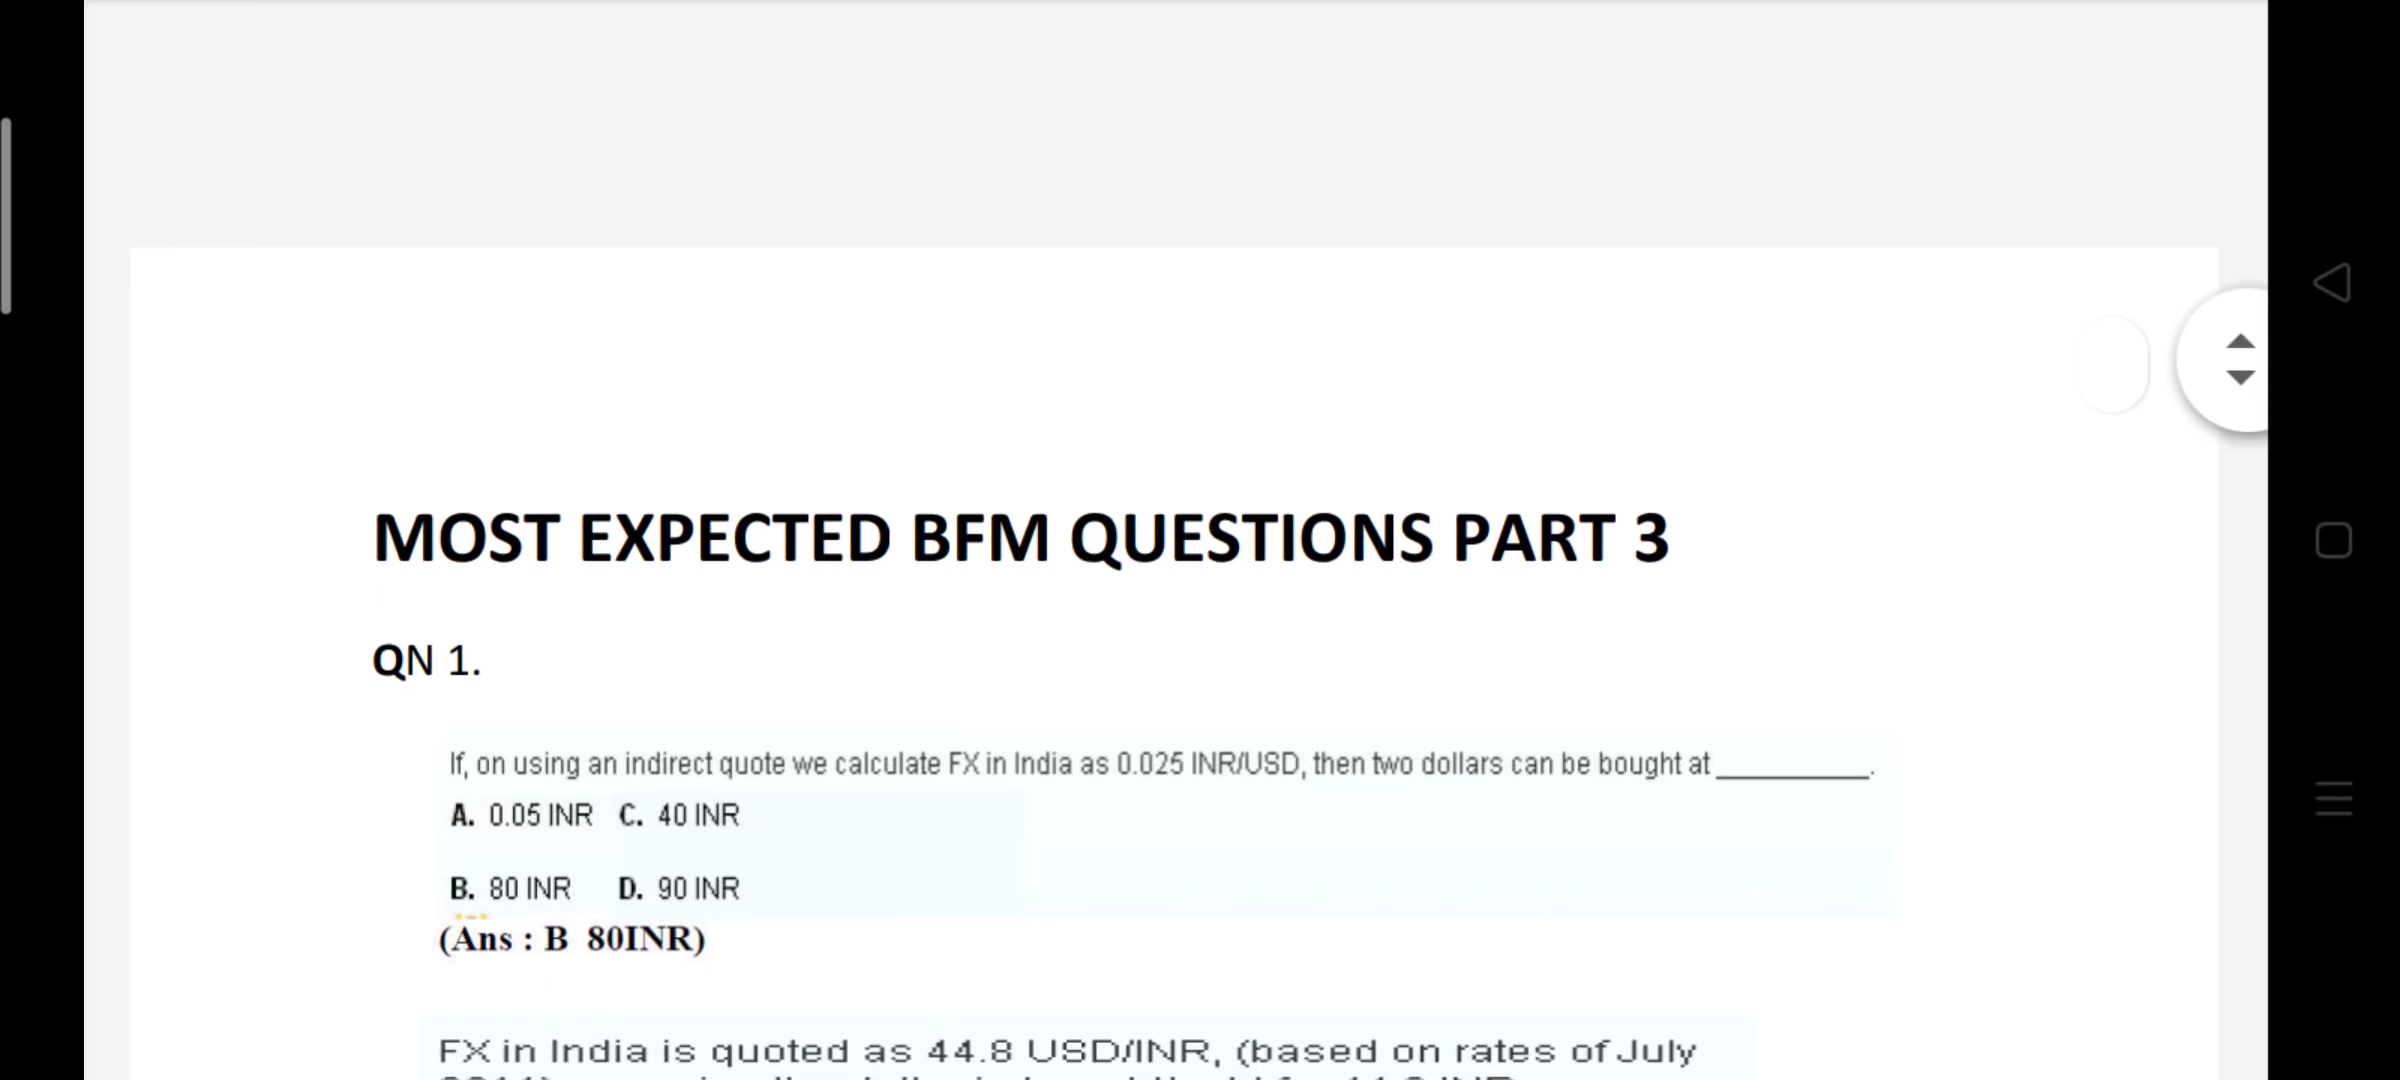 MOST EXPECTED BFM QUESTIONS PART 3
QN 1.
If, on using an indirect quote we calculate FX in India as 0.025 INR/USD, then two dollars can be bought at __________.
A. 0.05 INR C. 40 INR
B. 80 INR D. 90 INR
(Ans : B 80INR)
FX in India is quoted as 44.8 USD/INR, (based on rates of July